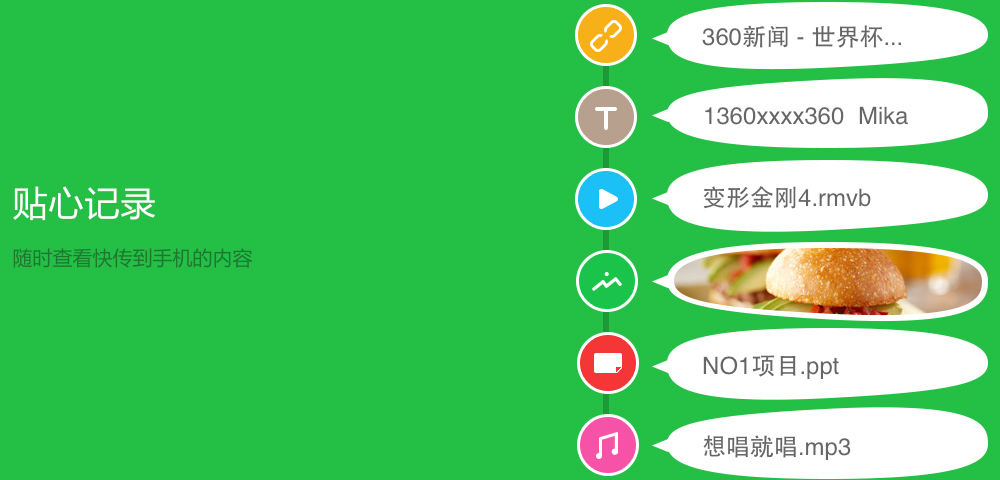 贴心记录
随时查看快传到手机的内容
360新闻 - 世界杯...
T
1360xxxx360 Mika
变形金刚4.rmvb
NO1项目.ppt
想唱就唱.mp3